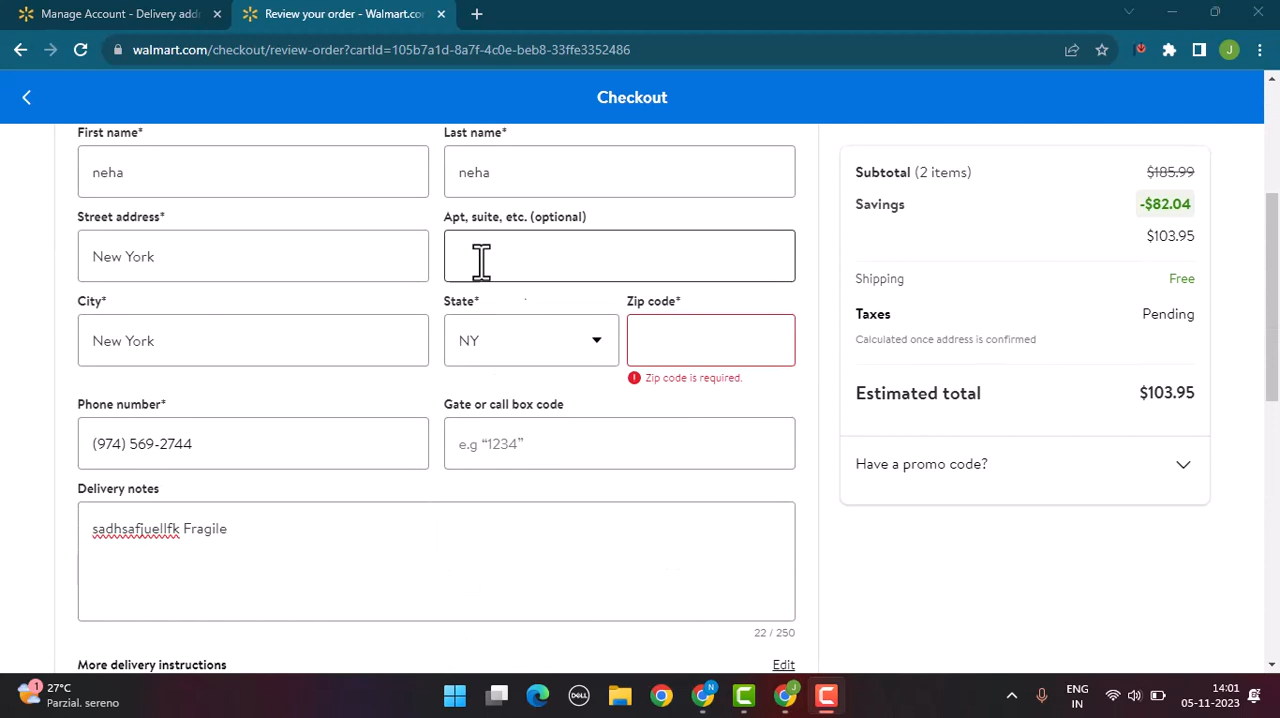 Manage Account - Delivery addr
Review your order - Walmart.co
walmart.com/checkout/review-order?cartId=105b7a1d-8a7f-4c0e-beb8-33ffe3352486
J
Checkout
First name*
Last name*
neha
neha
Street address*
Apt, suite, etc. (optional)
New York
City*
State*
Zip code*
New York
NY
Zip code is required.
Phone number*
Gate or call box code
(974) 569-2744
e.g “1234”
Delivery notes
sadhsafjuellfk Fragile
22 / 250
More delivery instructions
Edit
Subtotal (2 items)
$185.99
Savings
-$82.04
$103.95
Shipping
Free
Taxes
Pending
Calculated once address is confirmed
Estimated total
$103.95
Have a promo code?
1
27°C
Parzial. sereno
DELL
N
J
ENG
IN
14:01
05-11-2023